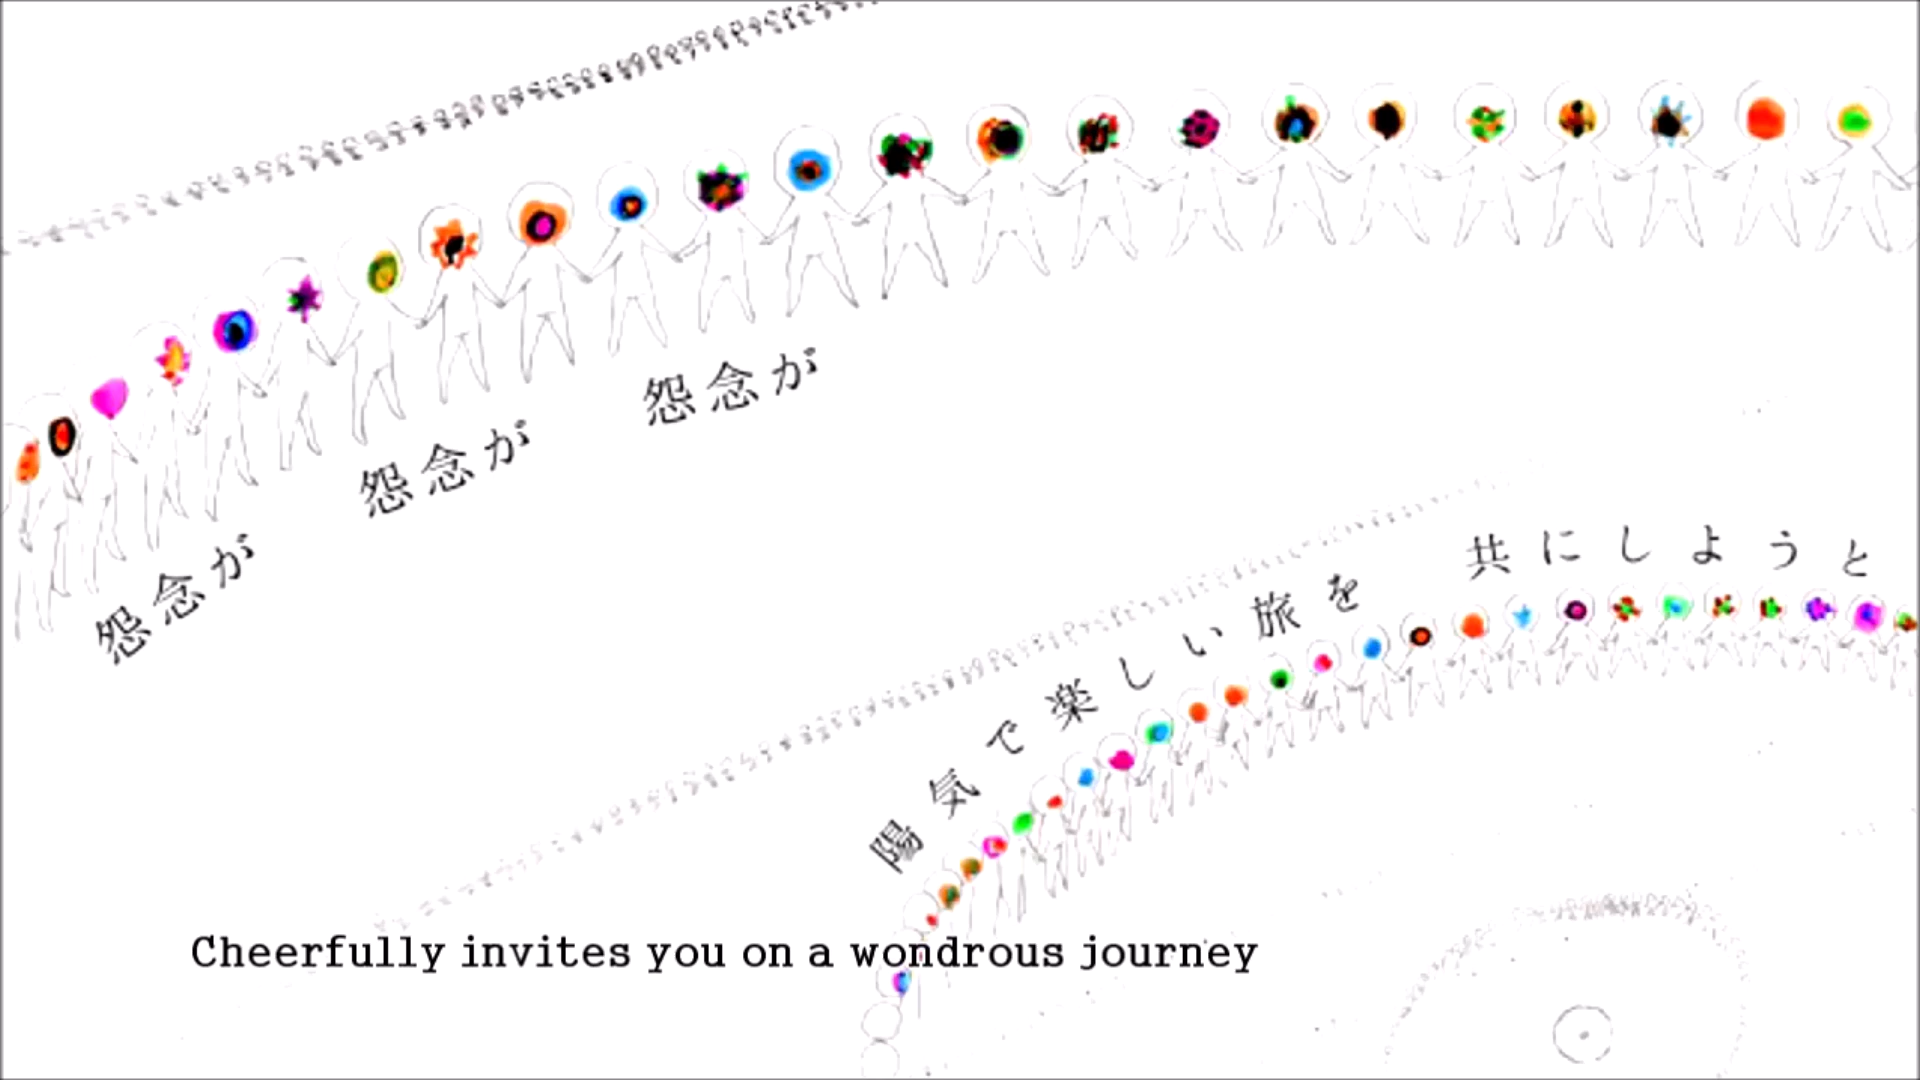 怨念が
怨念が
怨念が
陽気で楽しい旅を
共にしようと
Cheerfully invites you on a wondrous journey